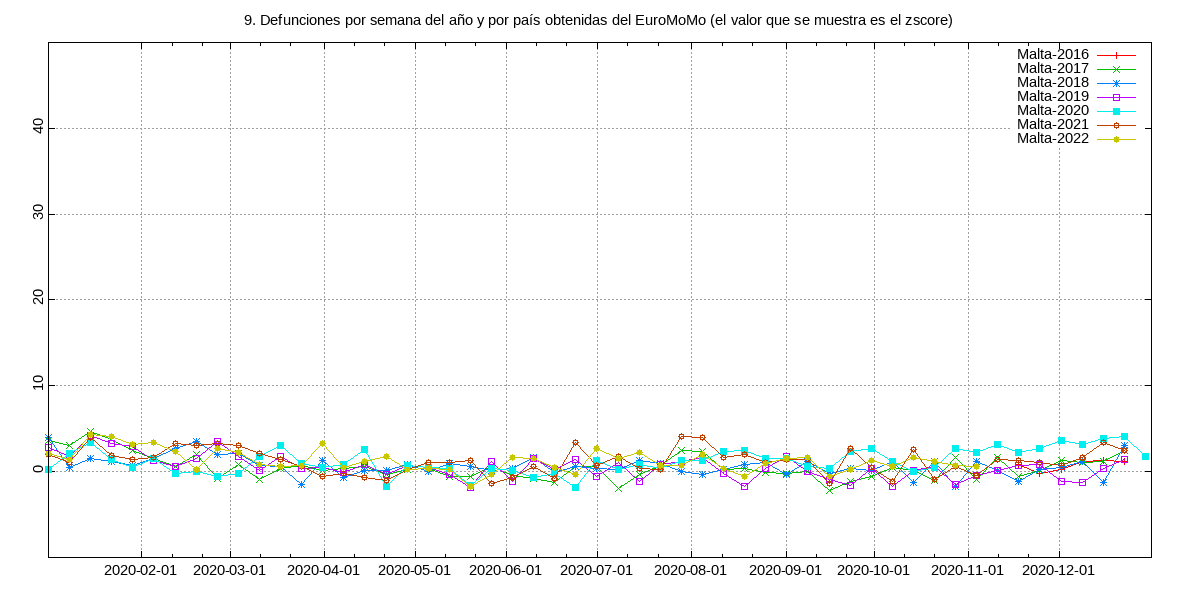 9. Defunciones por semana del año y por país obtenidas del EuroMoMo (el valor que se muestra es el zscore)
Malta-2016
Malta-2017
Malta-2018
Malta-2019
Malta-2020
Malta-2021
Malta-2022
40
30
20
10
0
2020-02-01 2020-03-01 2020-04-01 2020-05-01 2020-06-01 2020-07-01 2020-08-01 2020-09-01 2020-10-01 2020-11-01 2020-12-01